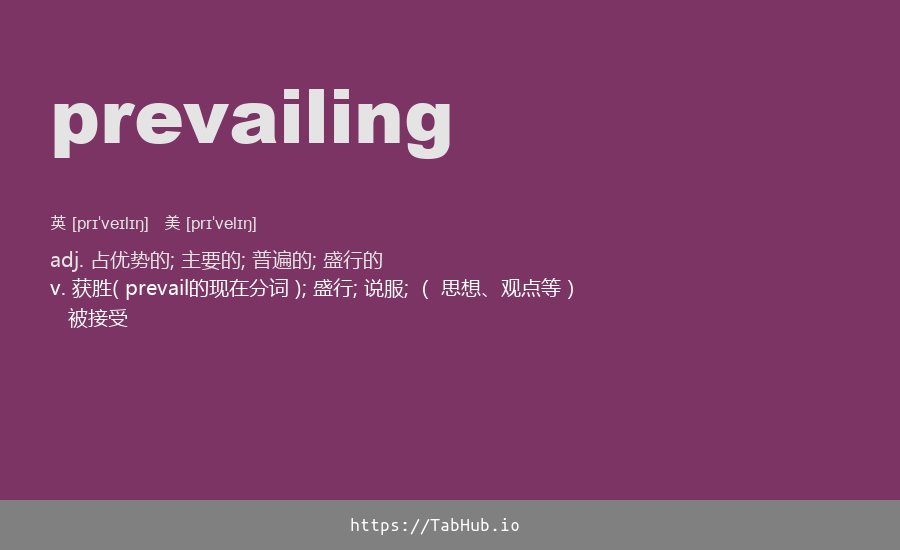 prevailing
英 [prɪˈveɪlɪŋ] 美 [prɪˈvelɪŋ]
adj. 占优势的; 主要的; 普遍的; 盛行的
v. 获胜( prevail的现在分词 ); 盛行; 说服; （ 思想、观点等 )
被接受
https://TabHub.io